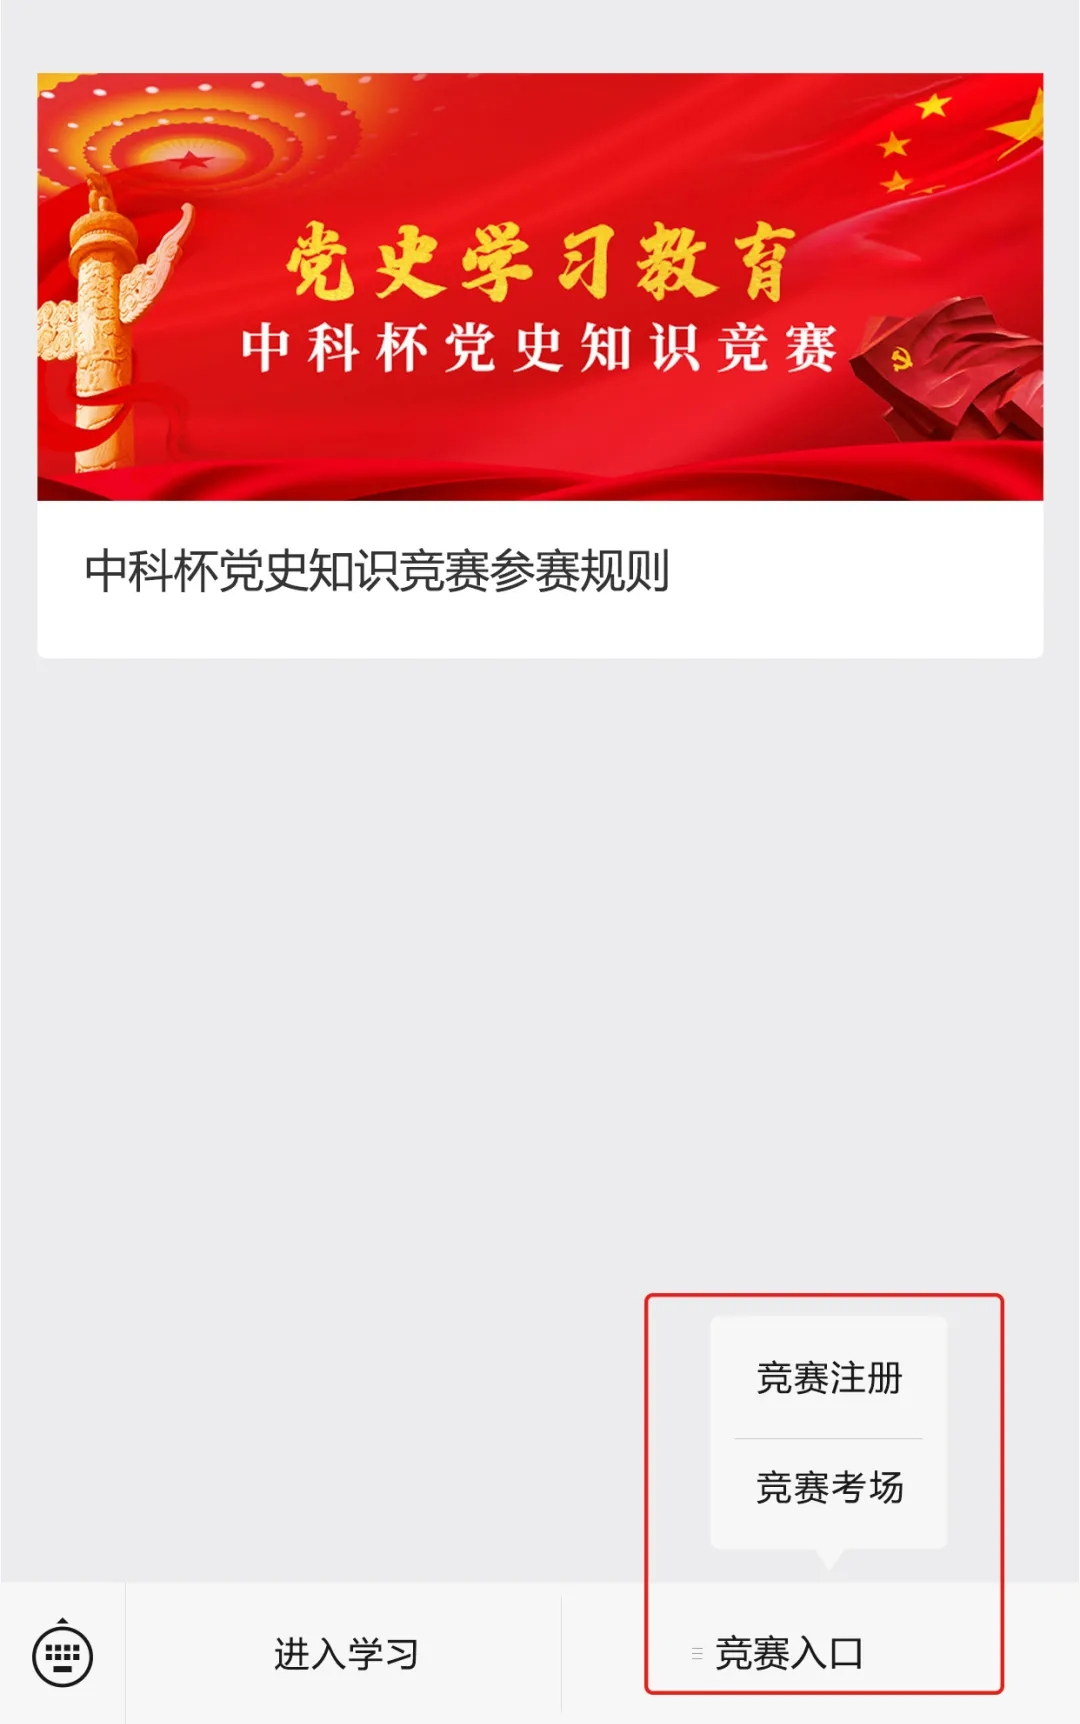 党史学习教育
中科杯党史知识竞赛
中科杯党史知识竞赛参赛规则
竞赛注册
竞赛考场
进入学习
竞赛入口